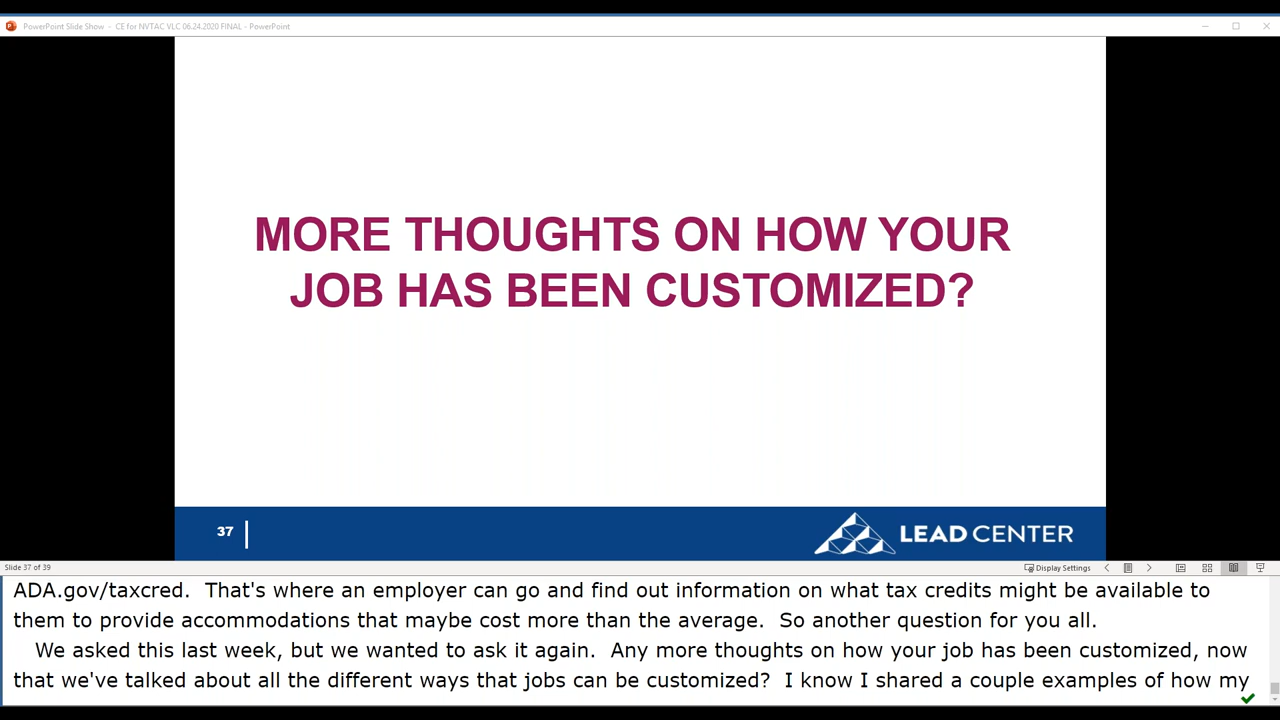 PowerPoint Slide Show - CE for NVTAC VLC 06.24.2020 FINAL - PowerPoint
MORE THOUGHTS ON HOW YOUR
JOB HAS BEEN CUSTOMIZED?
37
LEAD CENTER
Slide 37 of 39
Display Settings
ADA.gov/taxcred. That's where an employer can go and find out information on what tax credits might be available to
them to provide accommodations that maybe cost more than the average. So another question for you all.
We asked this last week, but we wanted to ask it again. Any more thoughts on how your job has been customized, now
that we've talked about all the different ways that jobs can be customized? I know I shared a couple examples of how my